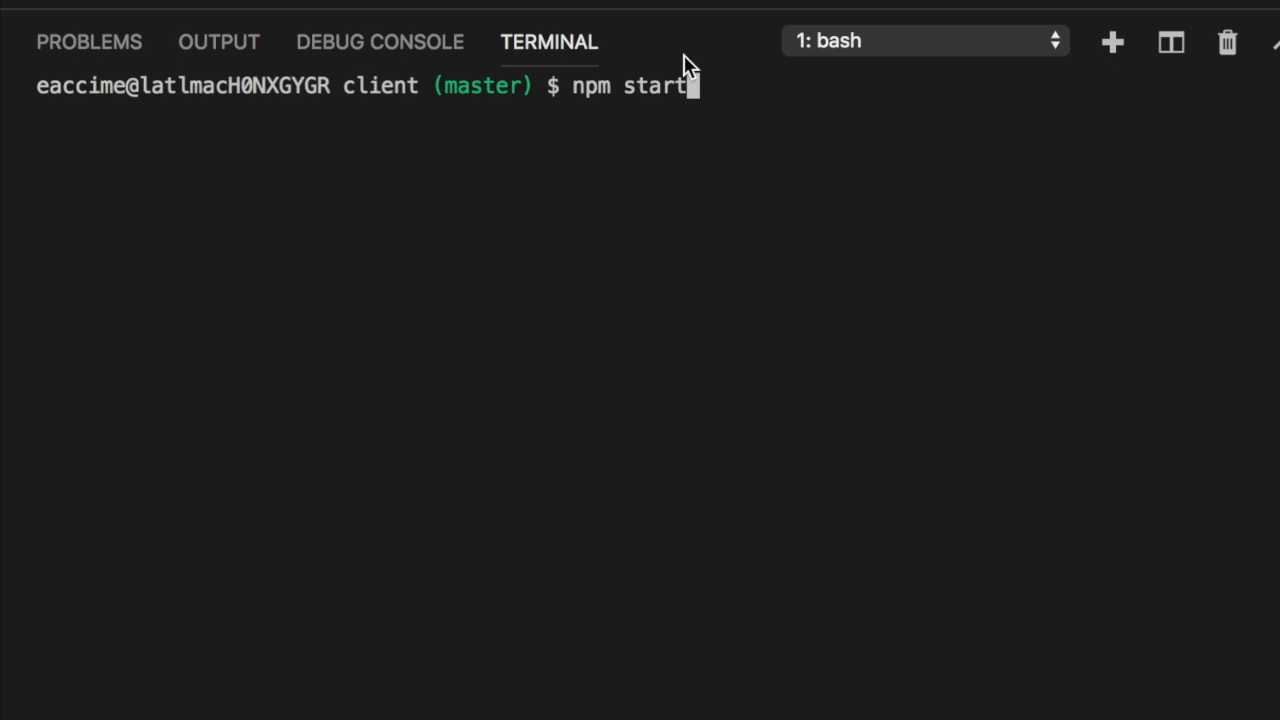 PROBLEMS OUTPUT DEBUG CONSOLE TERMINAL 1: bash
eaccime@latlmacH0NXGYGR client (master) $ npm start